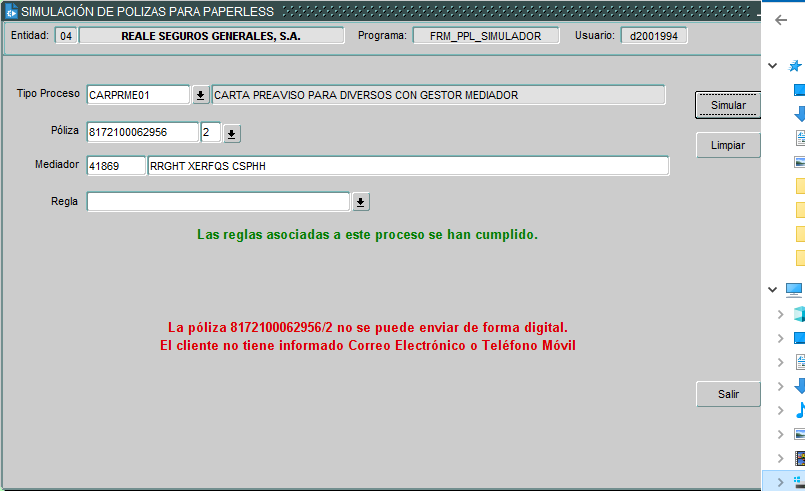 SIMULACIÓN DE POLIZAS PARA PAPERLESS
Entidad: 04 REALE SEGUROS GENERALES, S.A. Programa: FRM_PPL_SIMULADOR Usuario: d2001994
Tipo Proceso CARPRME01 CARTA PREAVISO PARA DIVERSOS CON GESTOR MEDIADOR
Simular
Póliza 8172100062956 2
Limpiar
Mediador 41869 RRGHT XERFQS CSPHH
Regla
Las reglas asociadas a este proceso se han cumplido.
La póliza 8172100062956/2 no se puede enviar de forma digital.
El cliente no tiene informado Correo Electrónico o Teléfono Móvil
Salir